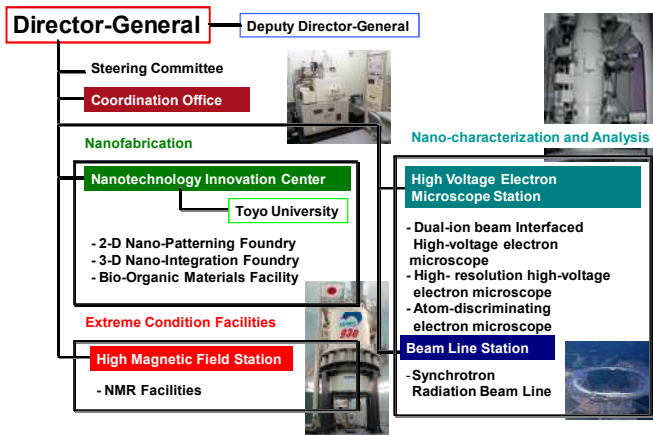 Director-General
Deputy Director-General
Steering Committee
Coordination Office
Nanofabrication
Nanotechnology Innovation Center
Toyo University
- 2-D Nano-Patterning Foundry
- 3-D Nano-Integration Foundry
- Bio-Organic Materials Facility
Extreme Condition Facilities
High Magnetic Field Station
- NMR Facilities
930
Nano-characterization and Analysis
High Voltage Electron
Microscope Station
- Dual-ion beam Interfaced
High-voltage electron
microscope
- High- resolution high-voltage
electron microscope
- Atom-discriminating
electron microscope
Beam Line Station
-Synchrotron
Radiation Beam Line